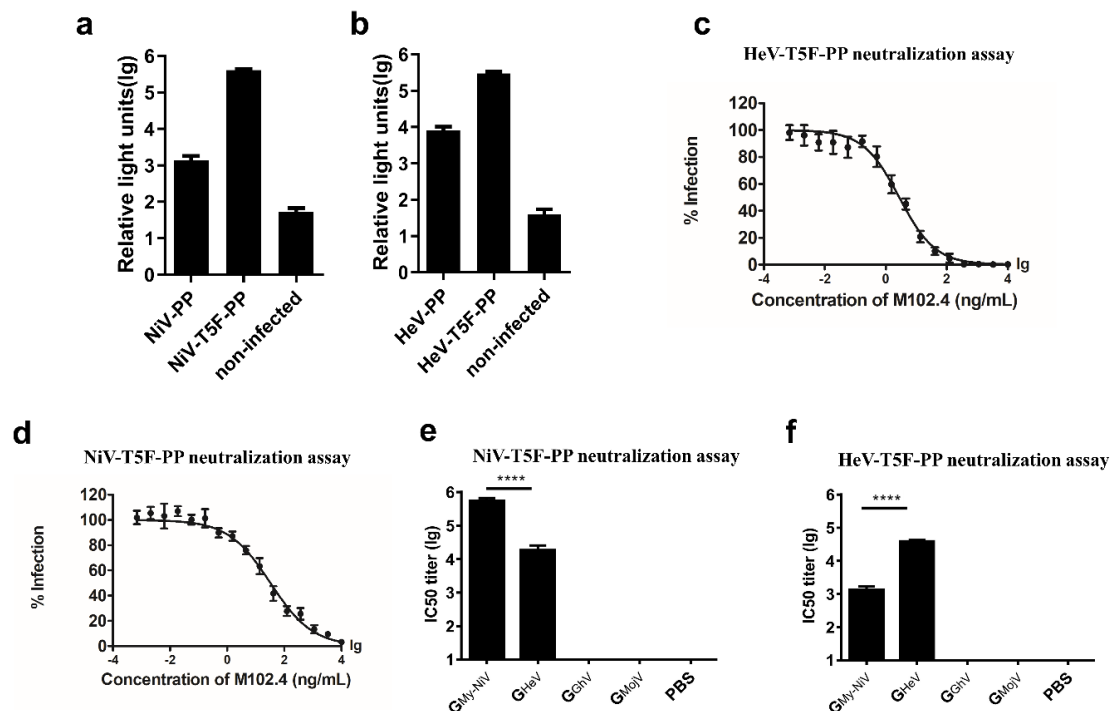 a
Relative light units(lg)
6
5
4
3
2
1
0
NiV-PP
NiV-T5F-PP
non-infected
b
Relative light units(lg)
6
5
4
3
2
1
0
HeV-PP
HeV-T5F-PP
non-infected
c
HeV-T5F-PP neutralization assay
% Infection
120
100
80
60
40
20
0
-4 -2 0 2 4 lg
Concentration of M102.4 (ng/mL)
d
NiV-T5F-PP neutralization assay
% Infection
120
100
80
60
40
20
0
-4 -2 0 2 4 lg
Concentration of M102.4 (ng/mL)
e
NiV-T5F-PP neutralization assay
****
IC50 titer (lg)
6
5
4
3
2
1
GMy-NiV
GHeV
GGhV
GMojV
PBS
f
HeV-T5F-PP neutralization assay
****
IC50 titer (lg)
6
5
4
3
2
1
GMy-NiV
GHeV
GGhV
GMojV
PBS